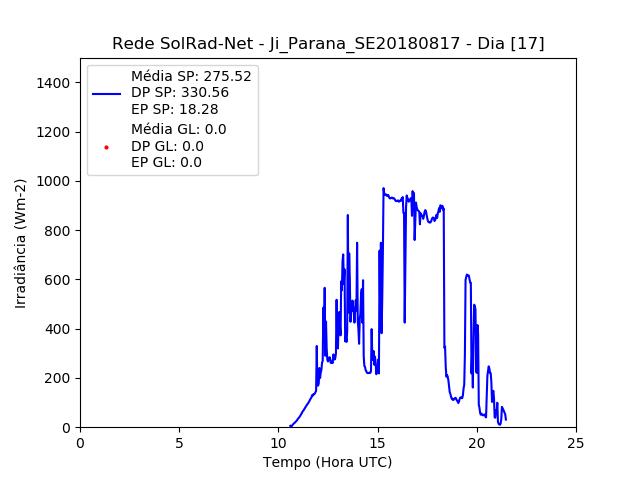 Rede SolRad-Net - Ji_Parana_SE20180817 - Dia [17]
Média SP: 275.52
DP SP: 330.56
EP SP: 18.28
Média GL: 0.0
DP GL: 0.0
EP GL: 0.0
Irradiância (Wm-2)
1400
1200
1000
800
600
400
200
0
0 5 10 15 20 25
Tempo (Hora UTC)